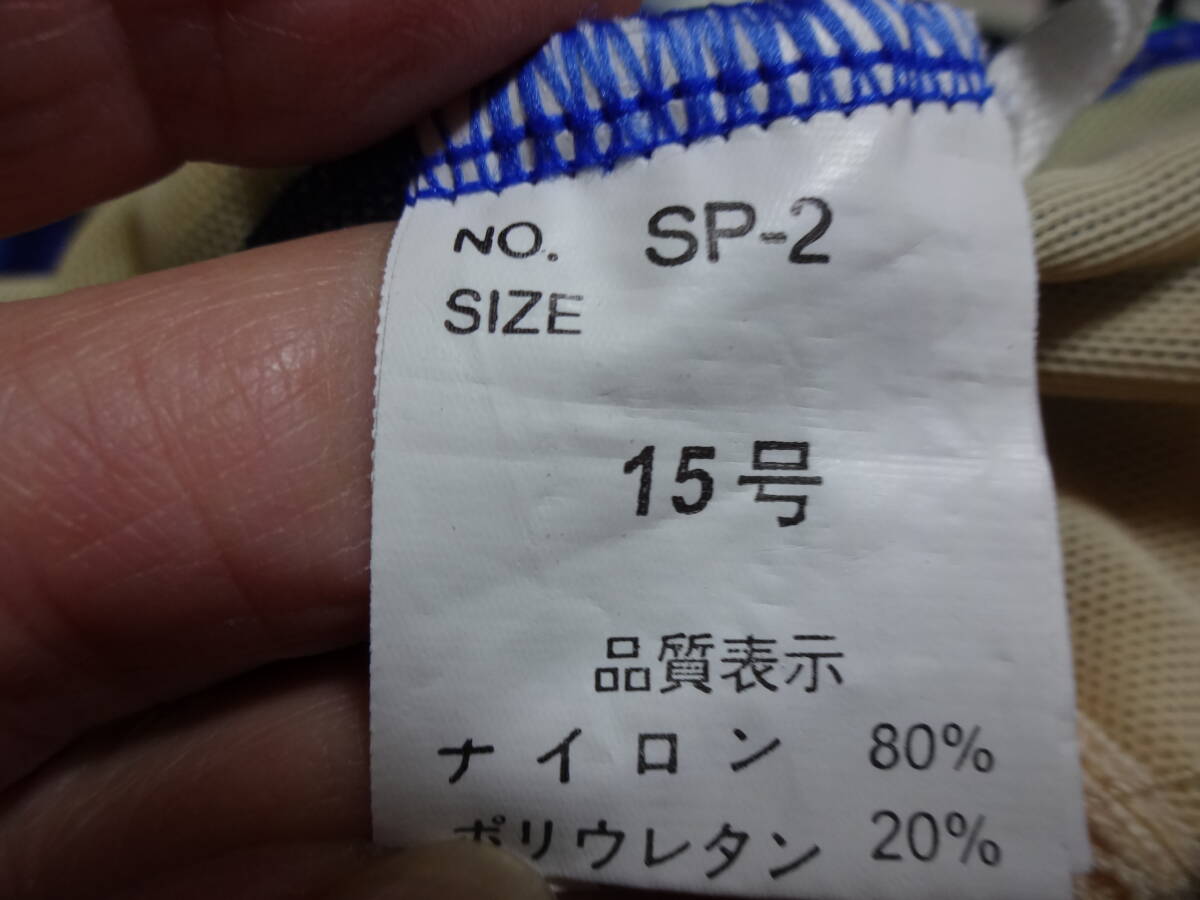 NO. SP-2
SIZE
15号
品質表示
ナイロン 80%
ポリウレタン 20%